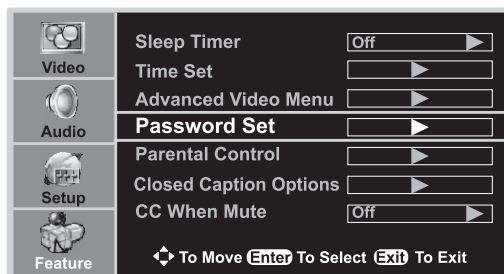 Video
Audio
Setup
Feature
Sleep Timer Off
Time Set
Advanced Video Menu
Password Set
Parental Control
Closed Caption Options
CC When Mute Off
To Move Enter To Select Exit To Exit